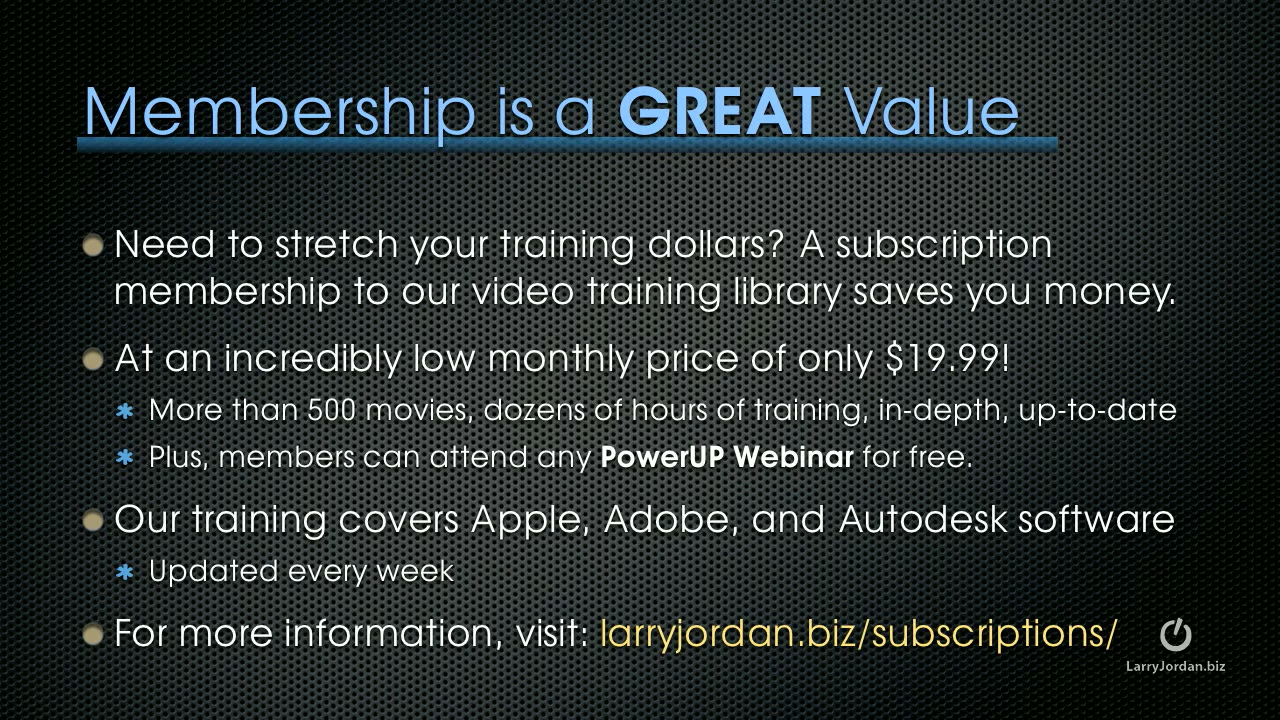 Membership is a GREAT Value
Need to stretch your training dollars? A subscription
membership to our video training library saves you money.
At an incredibly low monthly price of only $19.99!
More than 500 movies, dozens of hours of training, in-depth, up-to-date
Plus, members can attend any PowerUP Webinar for free.
Our training covers Apple, Adobe, and Autodesk software
Updated every week
For more information, visit: larryjordan.biz/subscriptions/
LarryJordan.biz